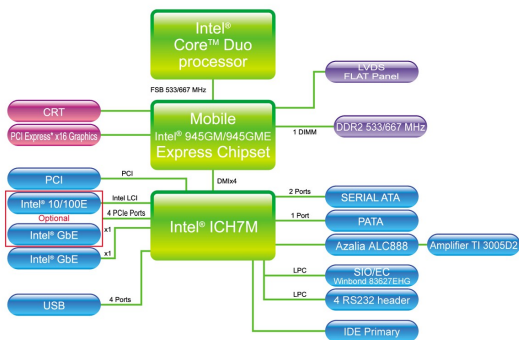 Intel®
Core™ Duo
processor
FSB 533/667 MHz
LVDS
FLAT Panel
CRT
PCI Express* x16 Graphics
Mobile
Intel® 945GM/945GME
Express Chipset
1 DIMM
DDR2 533/667 MHz
DMIx4
PCI
PCI
Intel® 10/100E
Intel LCI
Optional
4 PCIe Ports
Intel® GbE
x1
Intel® GbE
x1
USB
4 Ports
Intel® ICH7M
2 Ports
SERIAL ATA
1 Port
PATA
Azalia ALC888
Amplifier TI 3005D2
LPC
SIO/EC
Winbond 83627EHG
LPC
4 RS232 header
IDE Primary